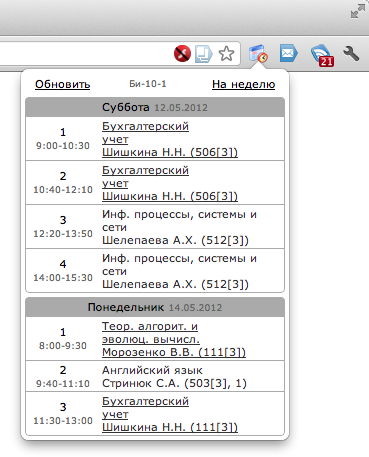 21
Обновить Би-10-1 На неделю
Суббота 12.05.2012
1 Бухгалтерский
учет
9:00-10:30 Шишкина Н.Н. (506[3])
2 Бухгалтерский
учет
10:40-12:10 Шишкина Н.Н. (506[3])
3 Инф. процессы, системы и
сети
12:20-13:50 Шелепаева А.Х. (512[3])
4 Инф. процессы, системы и
сети
14:00-15:30 Шелепаева А.Х. (512[3])
Понедельник 14.05.2012
1 Теор. алгорит. и
эволюц. вычисл.
8:00-9:30 Морозенко В.В. (111[3])
2 Английский язык
9:40-11:10 Стринюк С.А. (503[3], 1)
3 Бухгалтерский
учет
11:30-13:00 Шишкина Н.Н. (111[3])